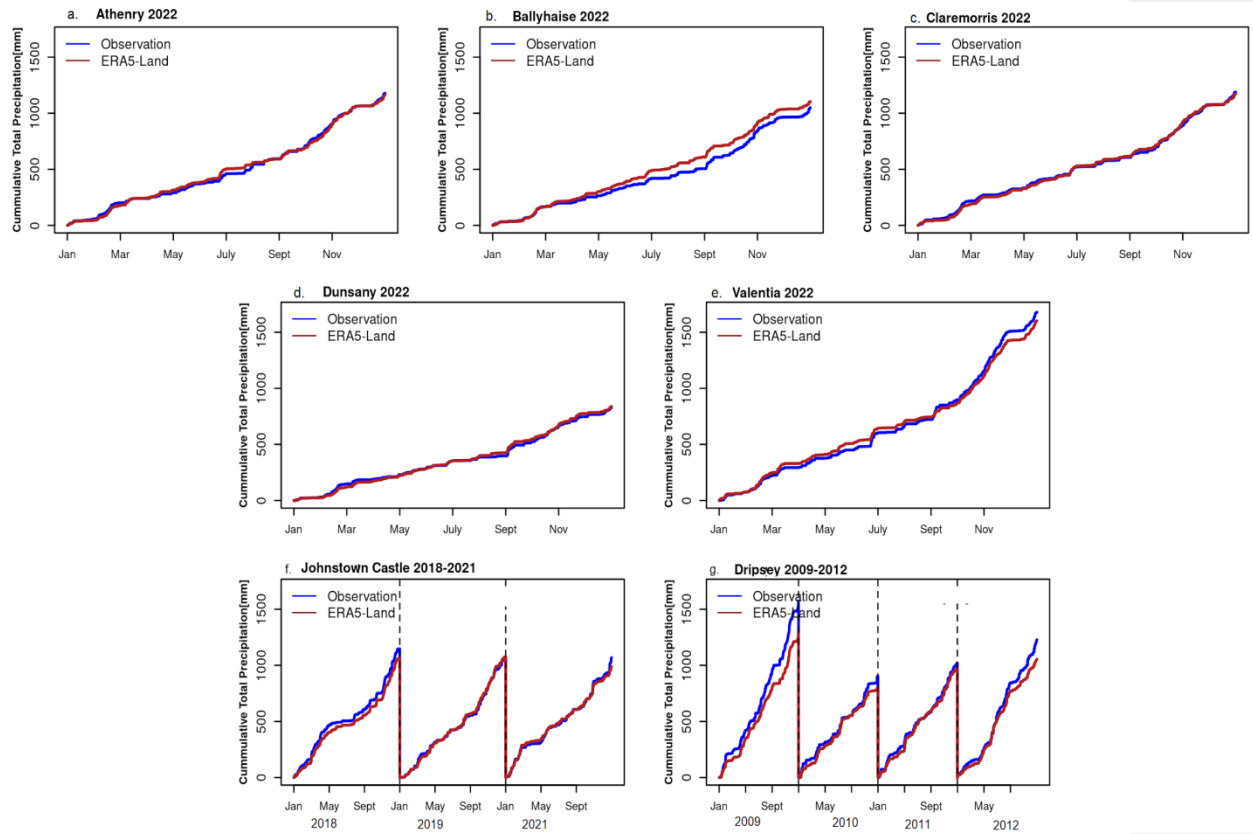 a. Athenry 2022
Cummulative Total Precipitation[mm]
0 500 1000 1500
Observation
ERA5-Land
Jan Mar May July Sept Nov
b. Ballyhaise 2022
Cummulative Total Precipitation[mm]
0 500 1000 1500
Observation
ERA5-Land
Jan Mar May July Sept Nov
c. Claremorris 2022
Cummulative Total Precipitation[mm]
0 500 1000 1500
Observation
ERA5-Land
Jan Mar May July Sept Nov
d. Dunsany 2022
Cummulative Total Precipitation[mm]
0 500 1000 1500
Observation
ERA5-Land
Jan Mar May July Sept Nov
e. Valentia 2022
Cummulative Total Precipitation[mm]
0 500 1000 1500
Observation
ERA5-Land
Jan Mar May July Sept Nov
f. Johnstown Castle 2018-2021
Cummulative Total Precipitation[mm]
0 500 1000 1500
Observation
ERA5-Land
Jan May Sept Jan May Sept Jan May Sept
2018 2019 2021
g. Dripsey 2009-2012
Cummulative Total Precipitation[mm]
0 500 1000 1500
Observation
ERA5-Land
Jan Sept May Jan Sept May
2009 2010 2011 2012